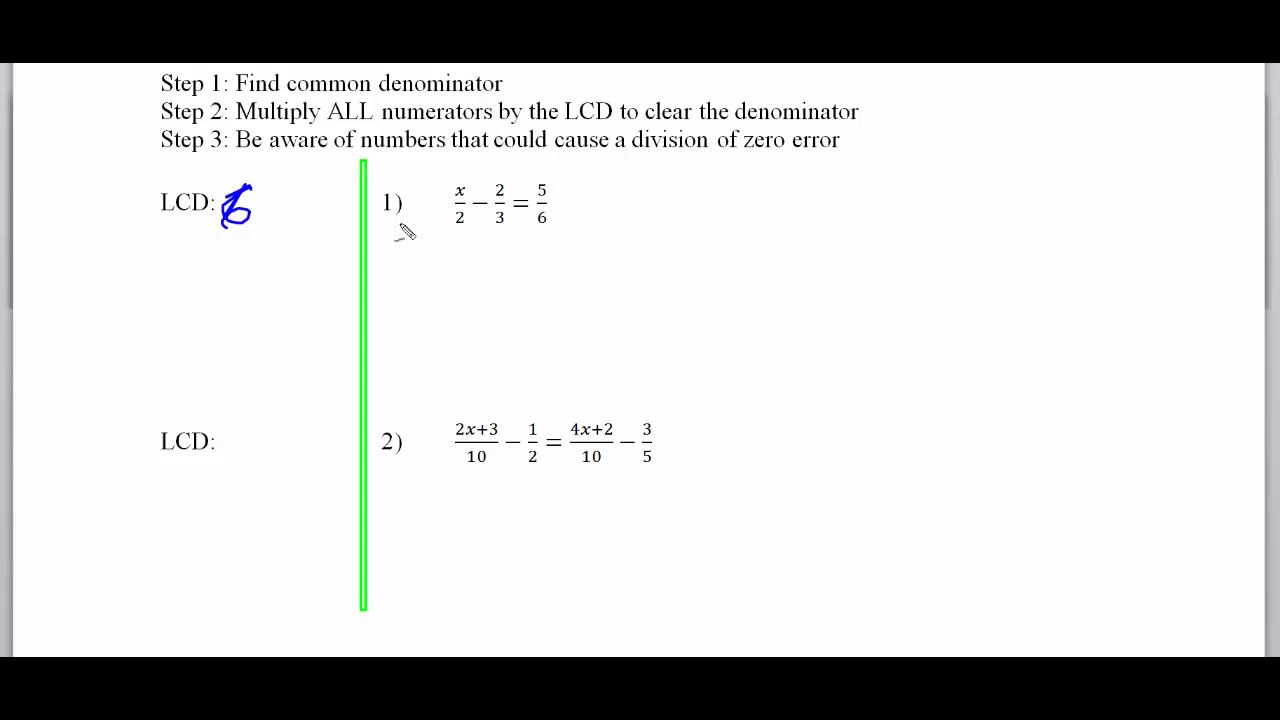 Step 1: Find common denominator
Step 2: Multiply ALL numerators by the LCD to clear the denominator
Step 3: Be aware of numbers that could cause a division of zero error
LCD: 6 1) x/2 − 2/3 = 5/6
LCD: 2) (2x+3)/10 − 1/2 = (4x+2)/10 − 3/5